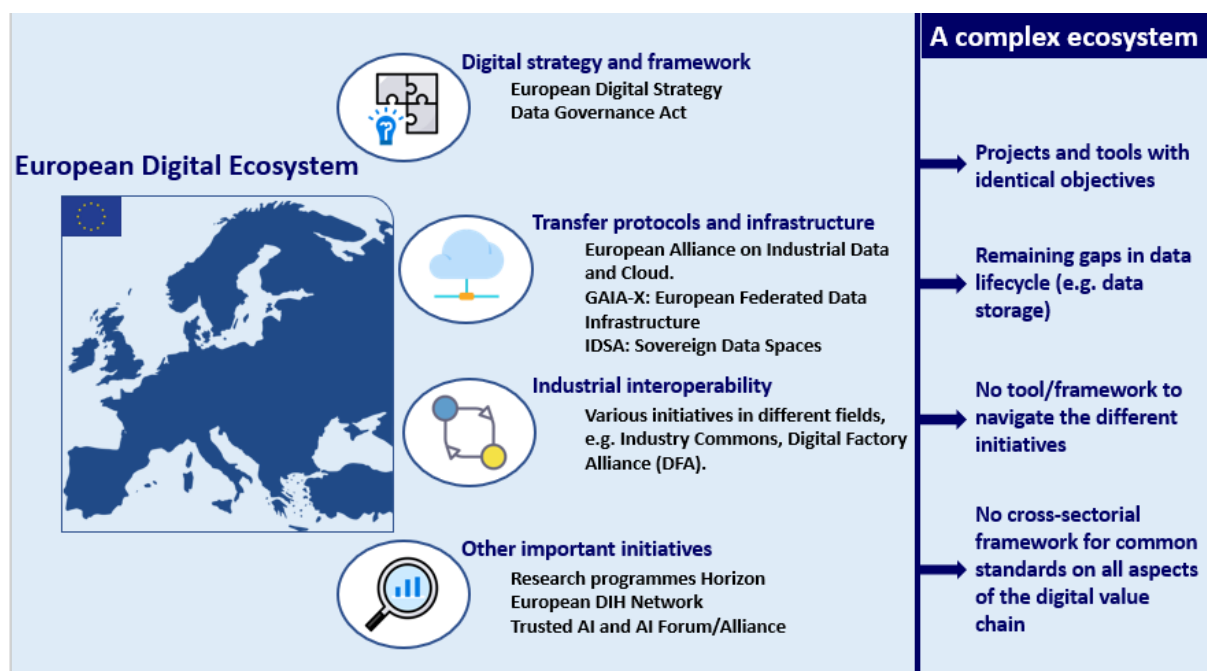 European Digital Ecosystem
Digital strategy and framework
European Digital Strategy
Data Governance Act
Transfer protocols and infrastructure
European Alliance on Industrial Data
and Cloud.
GAIA-X: European Federated Data
Infrastructure
IDSA: Sovereign Data Spaces
Industrial interoperability
Various initiatives in different fields,
e.g. Industry Commons, Digital Factory
Alliance (DFA).
Other important initiatives
Research programmes Horizon
European DIH Network
Trusted AI and AI Forum/Alliance
A complex ecosystem
Projects and tools with
identical objectives
Remaining gaps in data
lifecycle (e.g. data
storage)
No tool/framework to
navigate the different
initiatives
No cross-sectorial
framework for common
standards on all aspects
of the digital value
chain